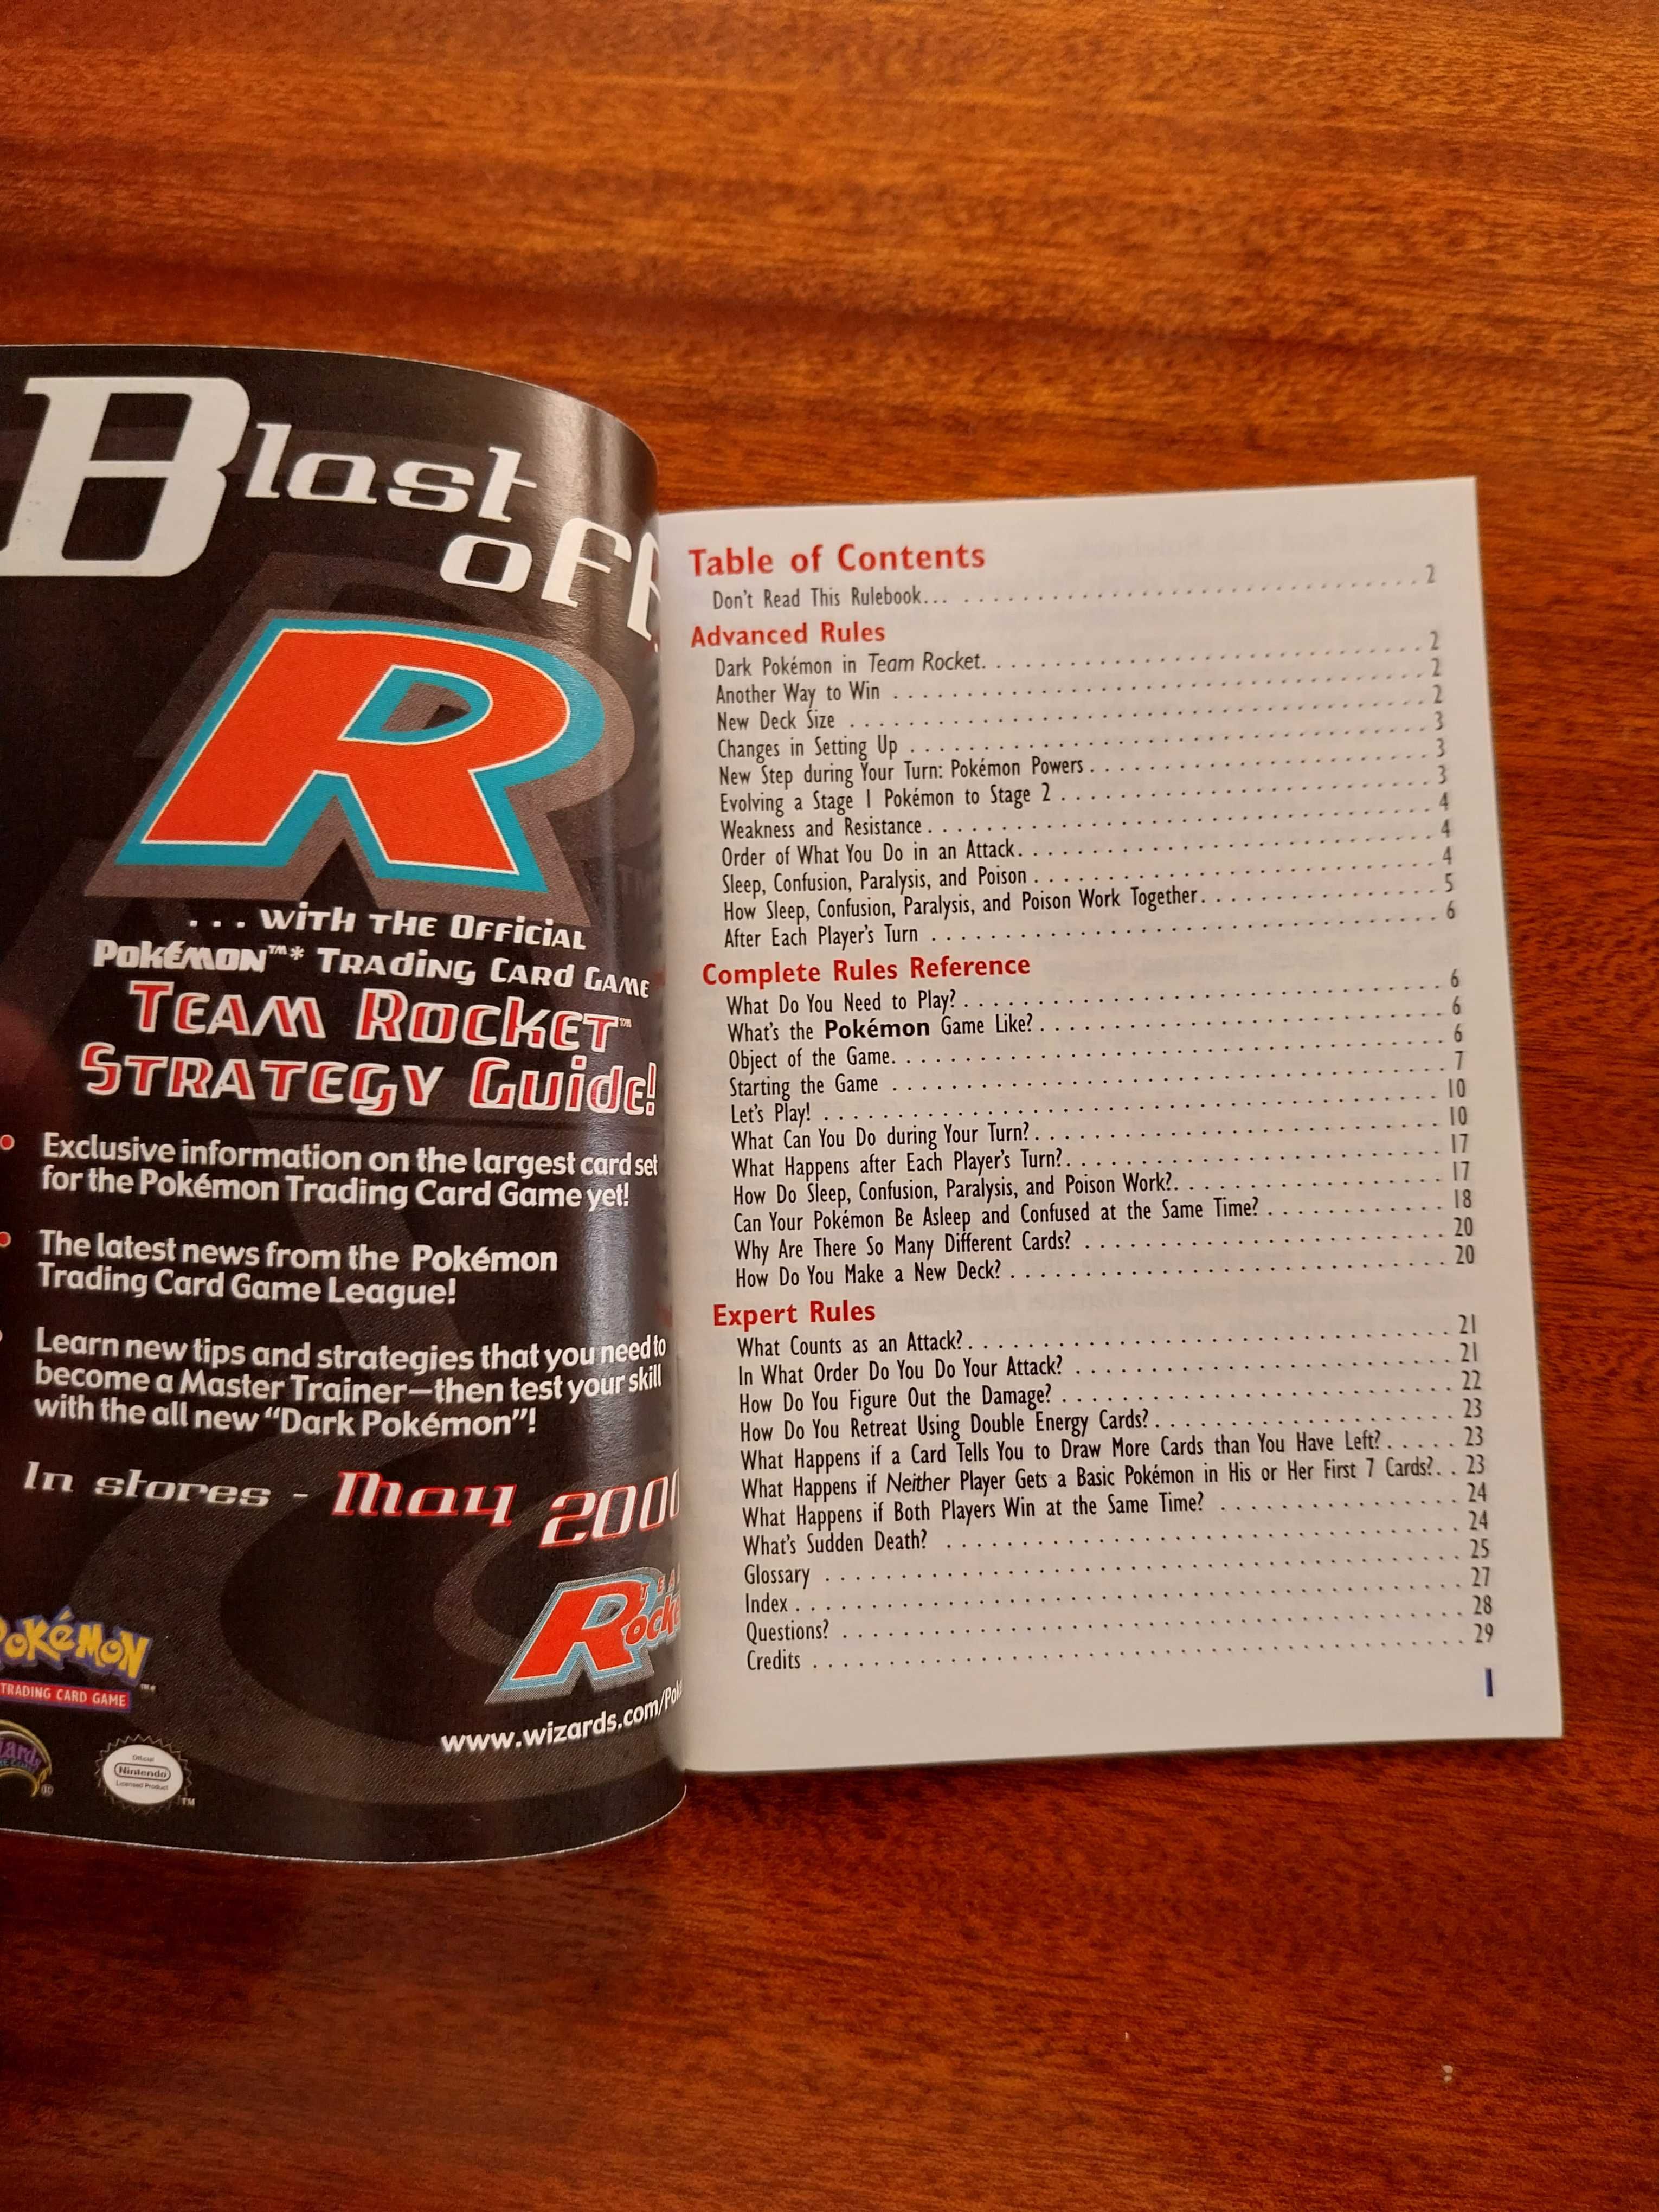 Blast
off
R
TM
...with the Official
Pokémon™* Trading Card Game
Team Rocket™
Strategy Guide!
• Exclusive information on the largest card set
for the Pokémon Trading Card Game yet!
• The latest news from the Pokémon
Trading Card Game League!
Learn new tips and strategies that you need to
become a Master Trainer—then test your skill
with the all new “Dark Pokémon”!
In stores - May 2000
Pokémon
TRADING CARD GAME
Official
Nintendo
Licensed Product
TM
www.wizards.com/
Table of Contents
Don't Read This Rulebook... . . . . . . . . . . 2
Advanced Rules
Dark Pokémon in Team Rocket. . . . . . . . . . 2
Another Way to Win . . . . . . . . . . 2
New Deck Size . . . . . . . . . . 2
Changes in Setting Up . . . . . . . . . . 3
New Step during Your Turn: Pokémon Powers . . . . . . . . . . 3
Evolving a Stage 1 Pokémon to Stage 2 . . . . . . . . . . 3
Weakness and Resistance . . . . . . . . . . 4
Order of What You Do in an Attack. . . . . . . . . . 4
Sleep, Confusion, Paralysis, and Poison . . . . . . . . . . 4
How Sleep, Confusion, Paralysis, and Poison Work Together. . . . . . . . . . 5
After Each Player's Turn . . . . . . . . . . 6
Complete Rules Reference
What Do You Need to Play? . . . . . . . . . . 6
What's the Pokémon Game Like? . . . . . . . . . . 6
Object of the Game. . . . . . . . . . 6
Starting the Game . . . . . . . . . . 7
Let's Play! . . . . . . . . . . 10
What Can You Do during Your Turn? . . . . . . . . . . 10
What Happens after Each Player's Turn? . . . . . . . . . . 17
How Do Sleep, Confusion, Paralysis, and Poison Work? . . . . . . . . . . 17
Can Your Pokémon Be Asleep and Confused at the Same Time? . . . . . . . . . . 18
Why Are There So Many Different Cards? . . . . . . . . . . 20
How Do You Make a New Deck? . . . . . . . . . . 20
Expert Rules
What Counts as an Attack? . . . . . . . . . . 21
In What Order Do You Do Your Attack? . . . . . . . . . . 21
How Do You Figure Out the Damage? . . . . . . . . . . 22
How Do You Retreat Using Double Energy Cards? . . . . . . . . . . 23
What Happens if a Card Tells You to Draw More Cards than You Have Left? . . . . . 23
What Happens if Neither Player Gets a Basic Pokémon in His or Her First 7 Cards? . . 23
What Happens if Both Players Win at the Same Time? . . . . . . . . . . 24
What's Sudden Death? . . . . . . . . . . 24
Glossary . . . . . . . . . . 25
Index . . . . . . . . . . 27
Questions? . . . . . . . . . . 28
Credits . . . . . . . . . . 29
1